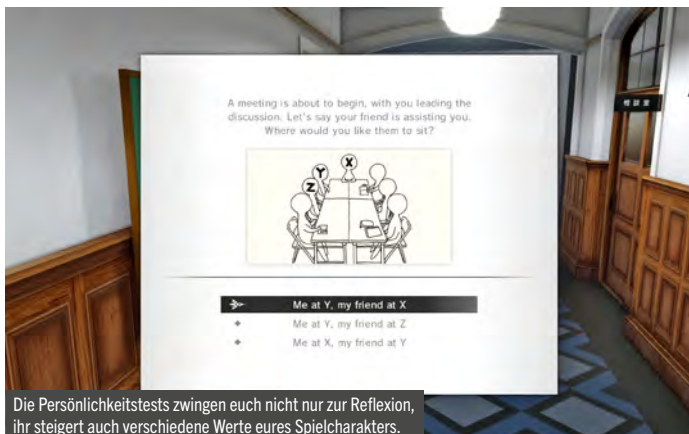 A meeting is about to begin, with you leading the
discussion. Let's say your friend is assisting you.
Where would you like them to sit?
X
Y
Z
Me at Y, my friend at X
Me at Y, my friend at Z
Me at X, my friend at Y
Die Persönlichkeitstests zwingen euch nicht nur zur Reflexion,
ihr steigert auch verschiedene Werte eures Spielcharakters.